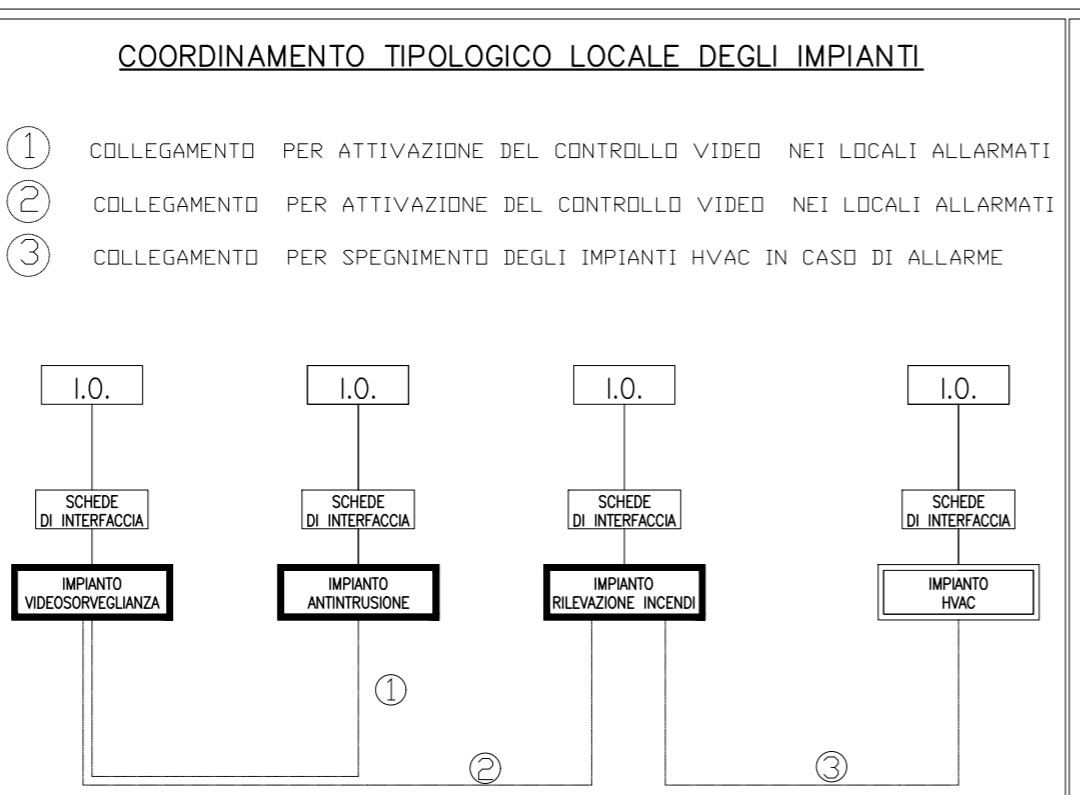 COORDINAMENTO TIPOLOGICO LOCALE DEGLI IMPIANTI
1 COLLEGAMENTO PER ATTIVAZIONE DEL CONTROLLO VIDEO NEI LOCALI ALLARMATI
2 COLLEGAMENTO PER ATTIVAZIONE DEL CONTROLLO VIDEO NEI LOCALI ALLARMATI
3 COLLEGAMENTO PER SPEGNIMENTO DEGLI IMPIANTI HVAC IN CASO DI ALLARME
I.O.
I.O.
I.O.
I.O.
SCHEDE
DI INTERFACCIA
SCHEDE
DI INTERFACCIA
SCHEDE
DI INTERFACCIA
SCHEDE
DI INTERFACCIA
IMPIANTO
VIDEOSORVEGLIANZA
IMPIANTO
ANTINTRUSIONE
IMPIANTO
RILEVAZIONE INCENDI
IMPIANTO
HVAC
1
2
3